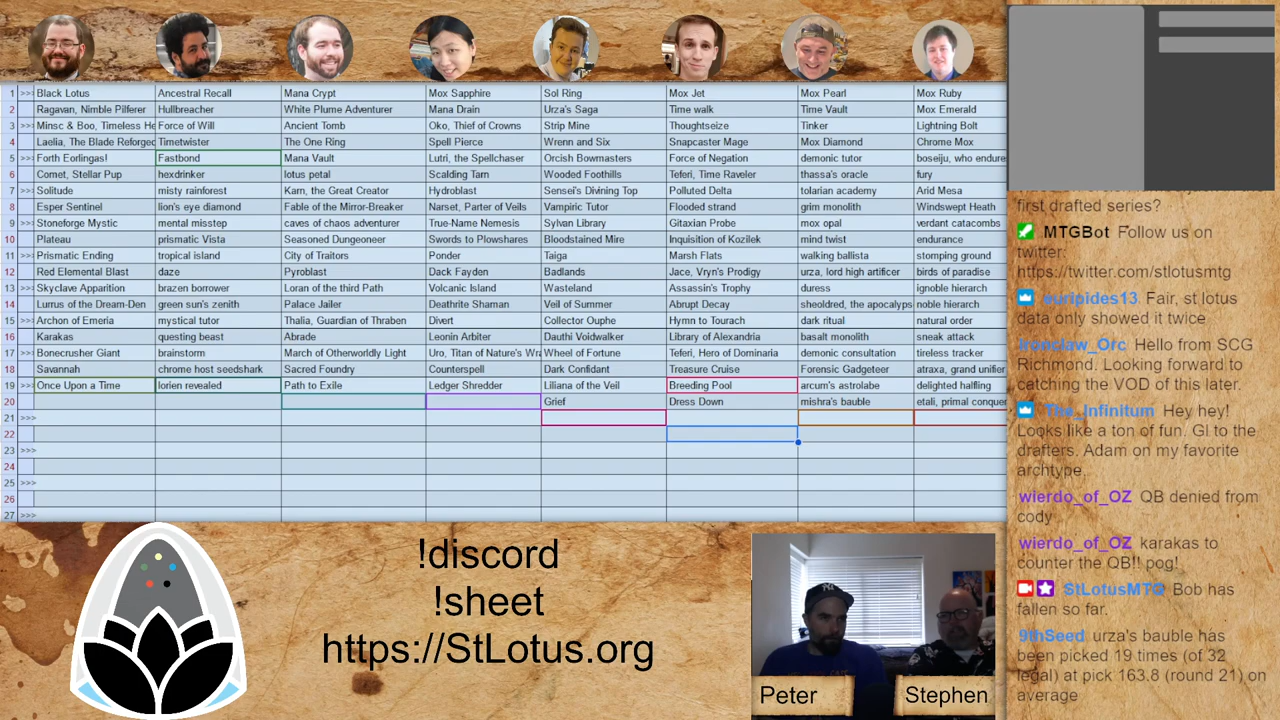 1 >>> Black Lotus Ancestral Recall Mana Crypt Mox Sapphire Sol Ring Mox Jet Mox Pearl Mox Ruby
2 Ragavan, Nimble Pilferer Hullbreacher White Plume Adventurer Mana Drain Urza's Saga Time walk Time Vault Mox Emerald
3 >>> Minsc & Boo, Timeless He Force of Will Ancient Tomb Oko, Thief of Crowns Strip Mine Thoughtseize Tinker Lightning Bolt
4 Laelia, The Blade Reforged Timetwister The One Ring Spell Pierce Wrenn and Six Snapcaster Mage Mox Diamond Chrome Mox
5 >>> Forth Eorlingas! Fastbond Mana Vault Lutri, the Spellchaser Orcish Bowmasters Force of Negation demonic tutor boseiju, who endure
6 Comet, Stellar Pup hexdrinker lotus petal Scalding Tarn Wooded Foothills Teferi, Time Raveler thassa's oracle fury
7 >>> Solitude misty rainforest Karn, the Great Creator Hydroblast Sensei's Divining Top Polluted Delta tolarian academy Arid Mesa
8 Esper Sentinel lion's eye diamond Fable of the Mirror-Breaker Narset, Parter of Veils Vampiric Tutor Flooded strand grim monolith Windswept Heath
9 >>> Stoneforge Mystic mental misstep caves of chaos adventurer True-Name Nemesis Sylvan Library Gitaxian Probe mox opal verdant catacombs
10 Plateau prismatic Vista Seasoned Dungeoneer Swords to Plowshares Bloodstained Mire Inquisition of Kozilek mind twist endurance
11 >>> Prismatic Ending tropical island City of Traitors Ponder Taiga Marsh Flats walking ballista stomping ground
12 Red Elemental Blast daze Pyroblast Dack Fayden Badlands Jace, Vryn's Prodigy urza, lord high artificer birds of paradise
13 >>> Skyclave Apparition brazen borrower Loran of the third Path Volcanic Island Wasteland Assassin's Trophy duress ignoble hierarch
14 Lurrus of the Dream-Den green sun's zenith Palace Jailer Deathrite Shaman Veil of Summer Abrupt Decay sheoldred, the apocalyps noble hierarch
15 >>> Archon of Emeria mystical tutor Thalia, Guardian of Thraben Divert Collector Ouphe Hymn to Tourach dark ritual natural order
16 Karakas questing beast Abrade Leonin Arbiter Dauthi Voidwalker Library of Alexandria basalt monolith sneak attack
17 >>> Bonecrusher Giant brainstorm March of Otherworldly Light Uro, Titan of Nature's Wra Wheel of Fortune Teferi, Hero of Dominaria demonic consultation tireless tracker
18 Savannah chrome host seedshark Sacred Foundry Counterspell Dark Confidant Treasure Cruise Forensic Gadgeteer atraxa, grand unifier
19 >>> Once Upon a Time lorien revealed Path to Exile Ledger Shredder Liliana of the Veil Breeding Pool arcum's astrolabe delighted halfling
20 Grief Dress Down mishra's bauble etali, primal conquer
21 >>>
22
23 >>>
24
25 >>>
26
27 >>>
!discord
!sheet
https://StLotus.org
Peter
Stephen
first drafted series?
MTGBot Follow us on
twitter:
https://twitter.com/stlotusmtg
euripides13 Fair, st lotus
data only showed it twice
Ironclaw_Orc Hello from SCG
Richmond. Looking forward to
catching the VOD of this later.
The_Infinitum Hey hey!
Looks like a ton of fun. Gl to the
drafters. Adam on my favorite
archtype.
wierdo_of_OZ QB denied from
cody
wierdo_of_OZ karakas to
counter the QB!! pog!
StLotusMTG Bob has
fallen so far.
9thSeed urza's bauble has
been picked 19 times (of 32
legal) at pick 163.8 (round 21) on
average